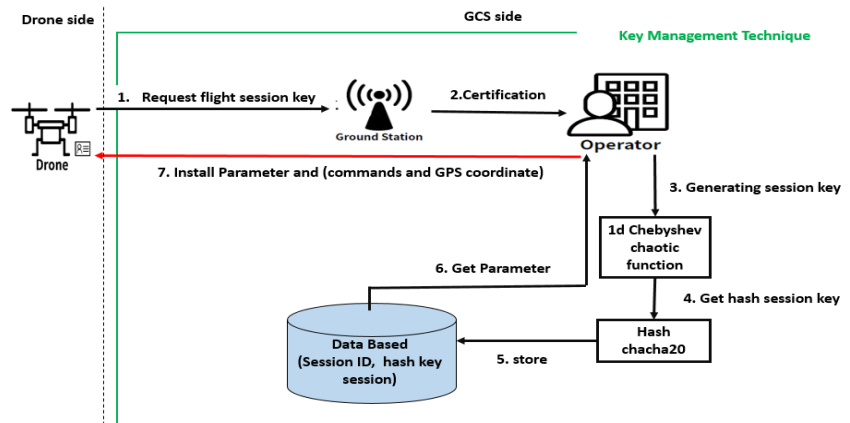 Drone side
GCS side
Key Management Technique
1. Request flight session key
:
2.Certification
Ground Station
Operator
Drone
7. Install Parameter and (commands and GPS coordinate)
3. Generating session key
1d Chebyshev
chaotic
function
6. Get Parameter
4. Get hash session key
Hash
chacha20
5. store
Data Based
(Session ID, hash key
session)